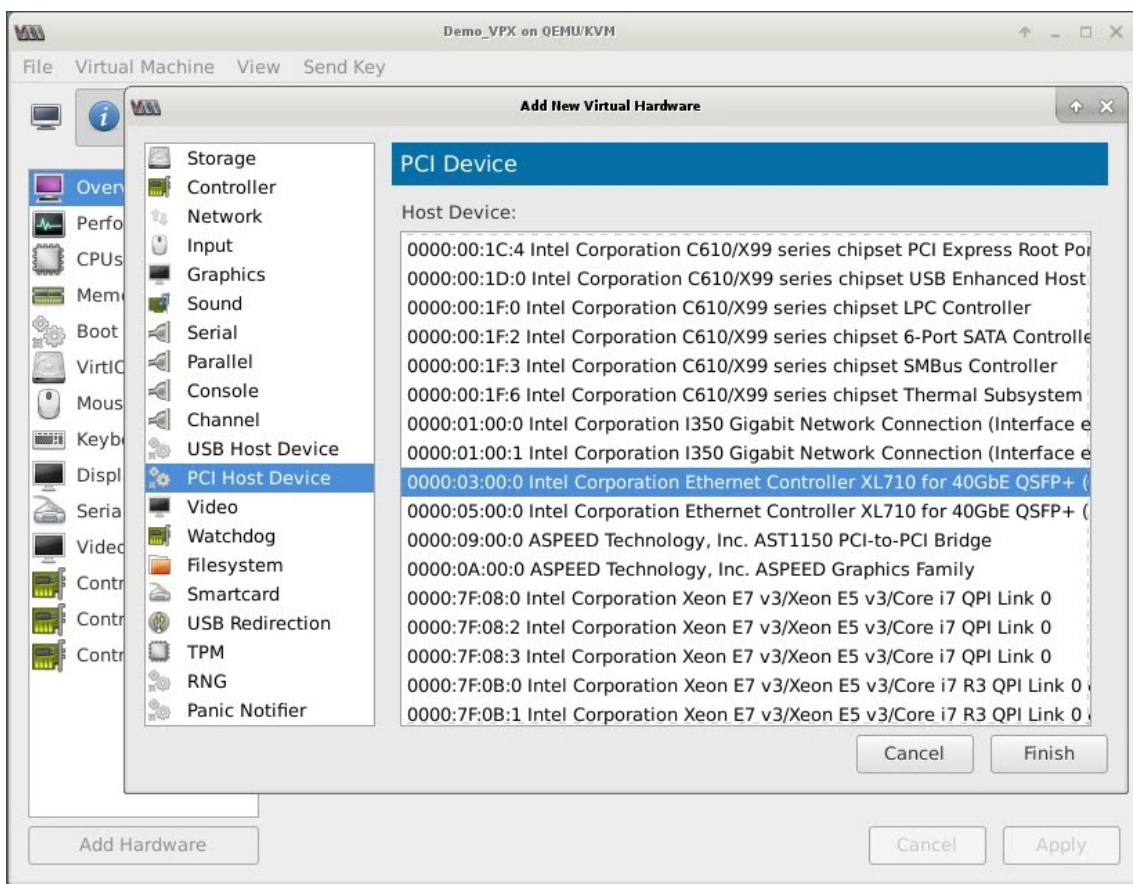 Demo_VPX on QEMU/KVM
File Virtual Machine View Send Key
Add New Virtual Hardware
Overv
Perfo
CPUs
Mem
Boot
VirtIO
Mous
Keyb
Displ
Seria
Video
Contr
Contr
Contr
Add Hardware
Storage
Controller
Network
Input
Graphics
Sound
Serial
Parallel
Console
Channel
USB Host Device
PCI Host Device
Video
Watchdog
Filesystem
Smartcard
USB Redirection
TPM
RNG
Panic Notifier
PCI Device
Host Device:
0000:00:1C:4 Intel Corporation C610/X99 series chipset PCI Express Root Por
0000:00:1D:0 Intel Corporation C610/X99 series chipset USB Enhanced Host
0000:00:1F:0 Intel Corporation C610/X99 series chipset LPC Controller
0000:00:1F:2 Intel Corporation C610/X99 series chipset 6-Port SATA Controlle
0000:00:1F:3 Intel Corporation C610/X99 series chipset SMBus Controller
0000:00:1F:6 Intel Corporation C610/X99 series chipset Thermal Subsystem
0000:01:00:0 Intel Corporation I350 Gigabit Network Connection (Interface e
0000:01:00:1 Intel Corporation I350 Gigabit Network Connection (Interface e
0000:03:00:0 Intel Corporation Ethernet Controller XL710 for 40GbE QSFP+ (
0000:05:00:0 Intel Corporation Ethernet Controller XL710 for 40GbE QSFP+ (
0000:09:00:0 ASPEED Technology, Inc. AST1150 PCI-to-PCI Bridge
0000:0A:00:0 ASPEED Technology, Inc. ASPEED Graphics Family
0000:7F:08:0 Intel Corporation Xeon E7 v3/Xeon E5 v3/Core i7 QPI Link 0
0000:7F:08:2 Intel Corporation Xeon E7 v3/Xeon E5 v3/Core i7 QPI Link 0
0000:7F:08:3 Intel Corporation Xeon E7 v3/Xeon E5 v3/Core i7 QPI Link 0
0000:7F:0B:0 Intel Corporation Xeon E7 v3/Xeon E5 v3/Core i7 R3 QPI Link 0
0000:7F:0B:1 Intel Corporation Xeon E7 v3/Xeon E5 v3/Core i7 R3 QPI Link 0
Cancel Finish
Cancel Apply